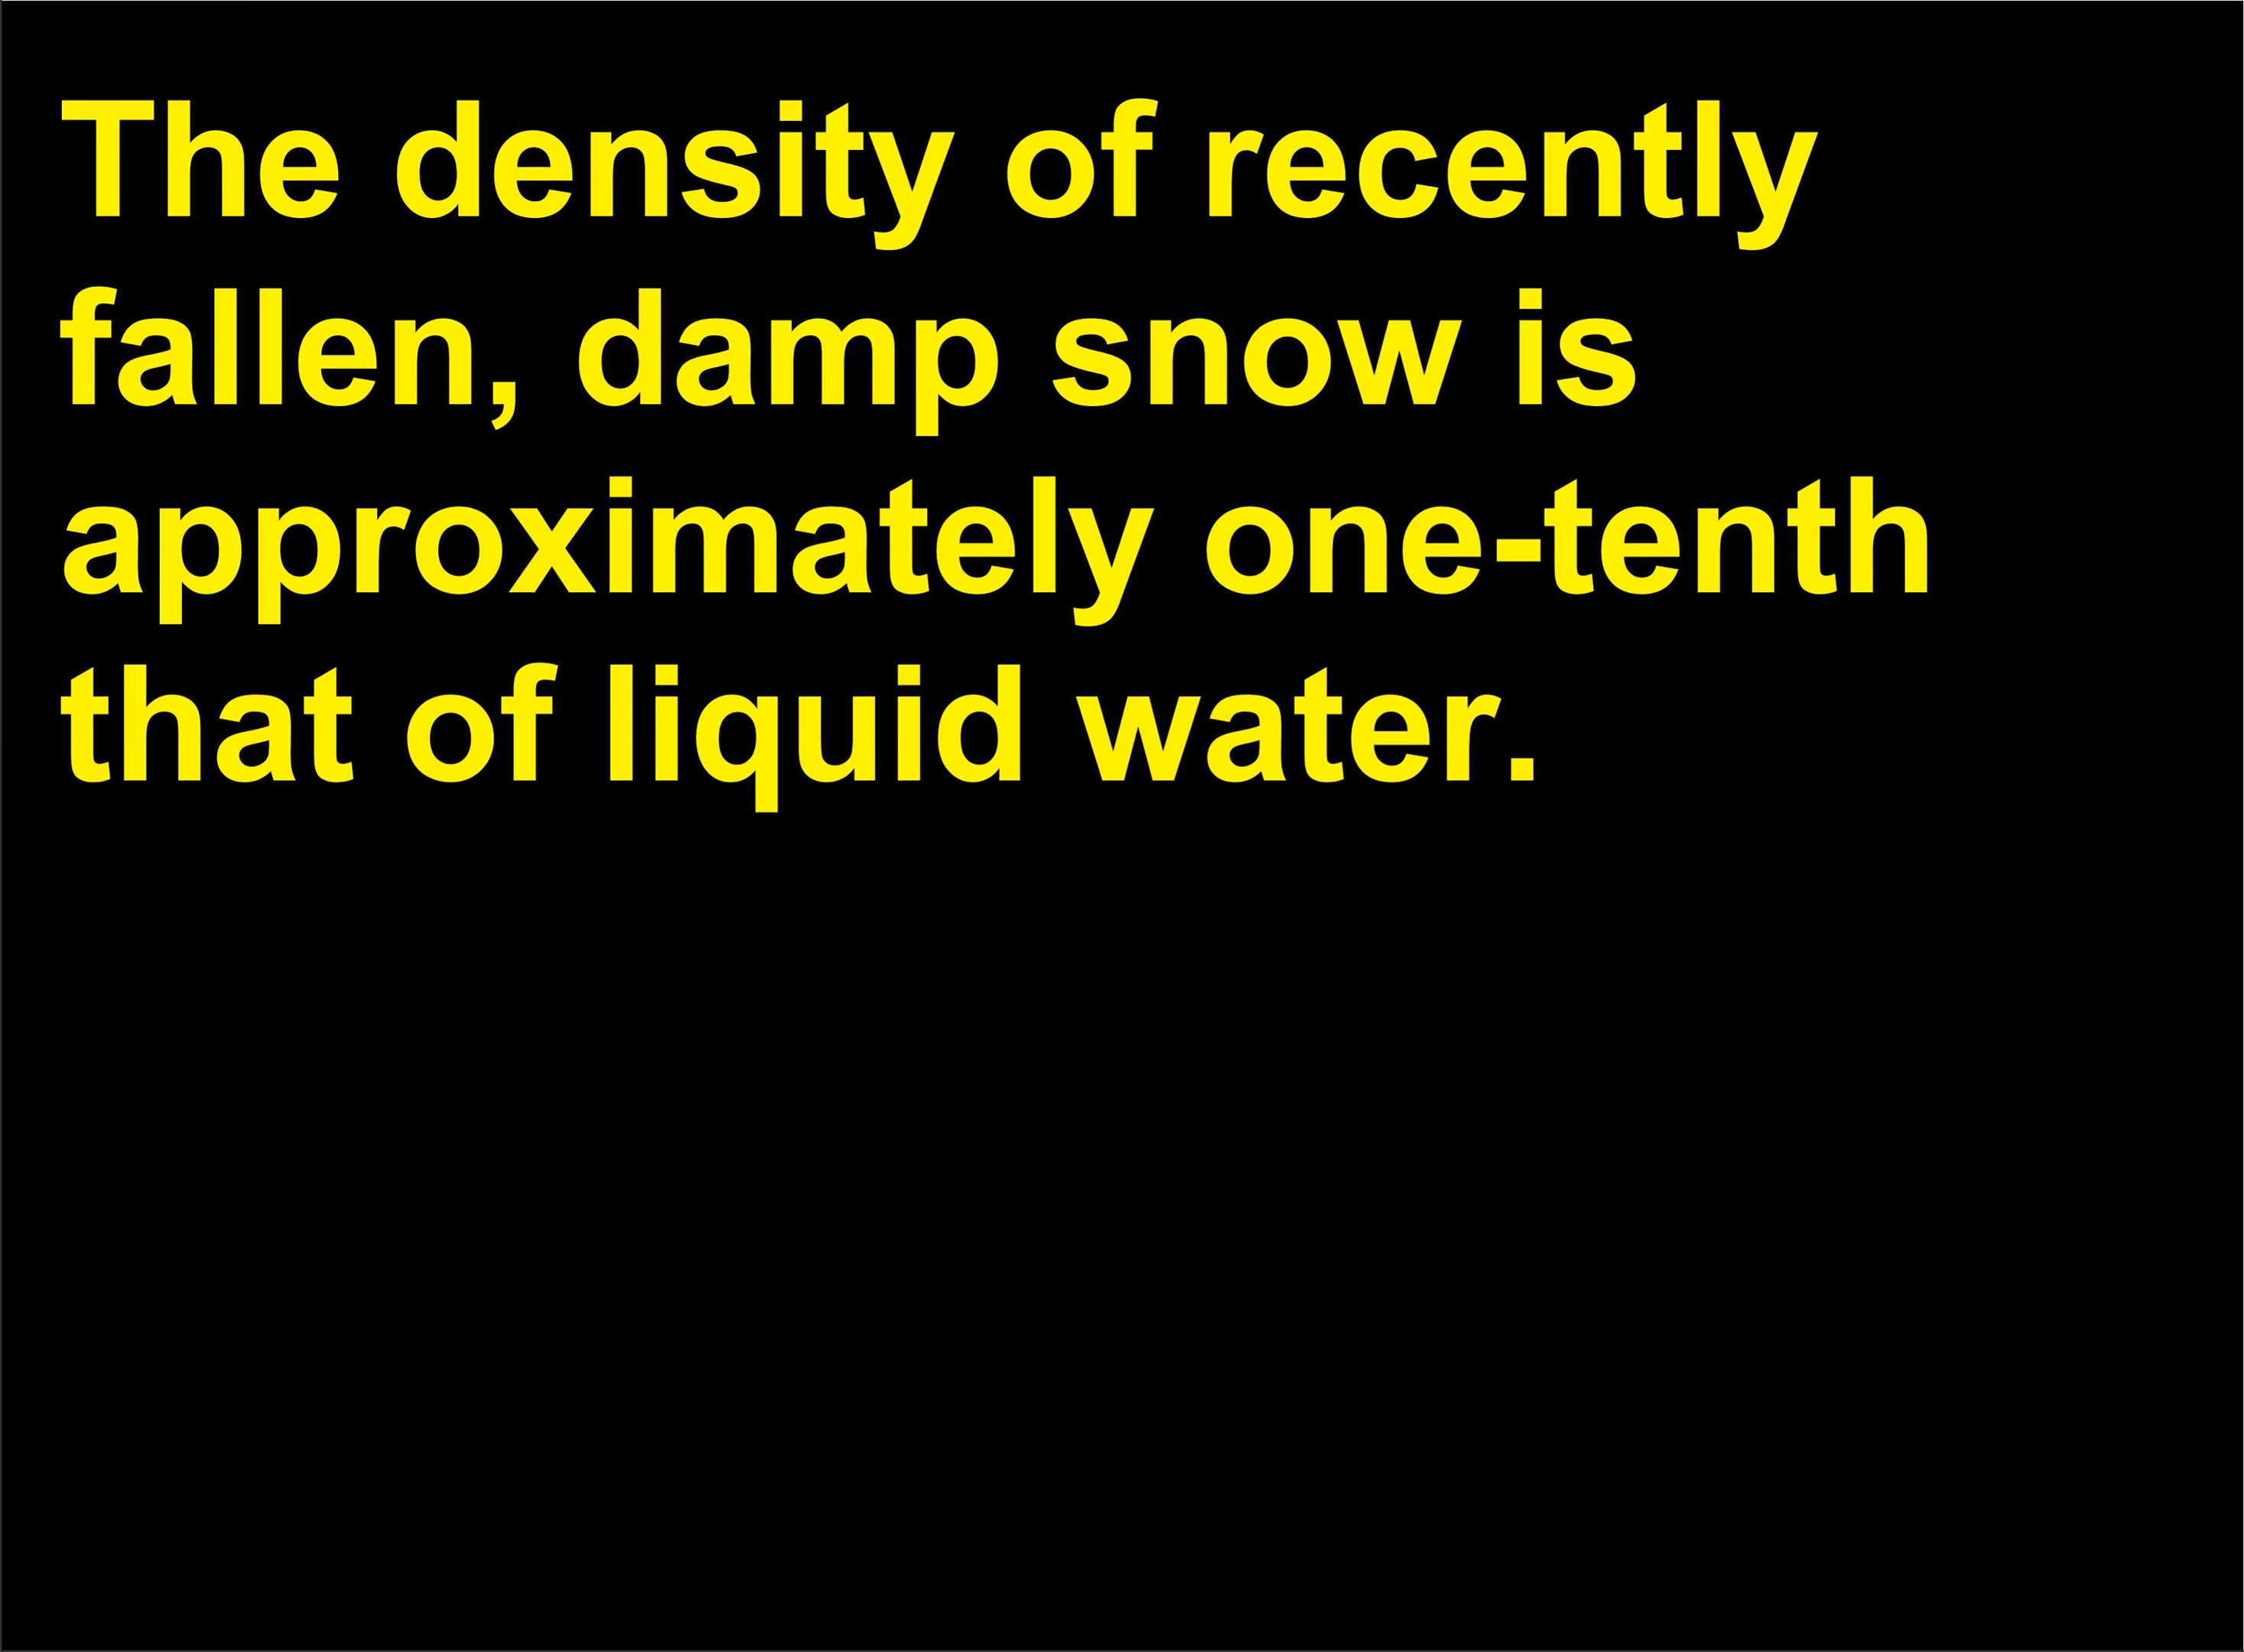 The density of recently
fallen, damp snow is
approximately one-tenth
that of liquid water.